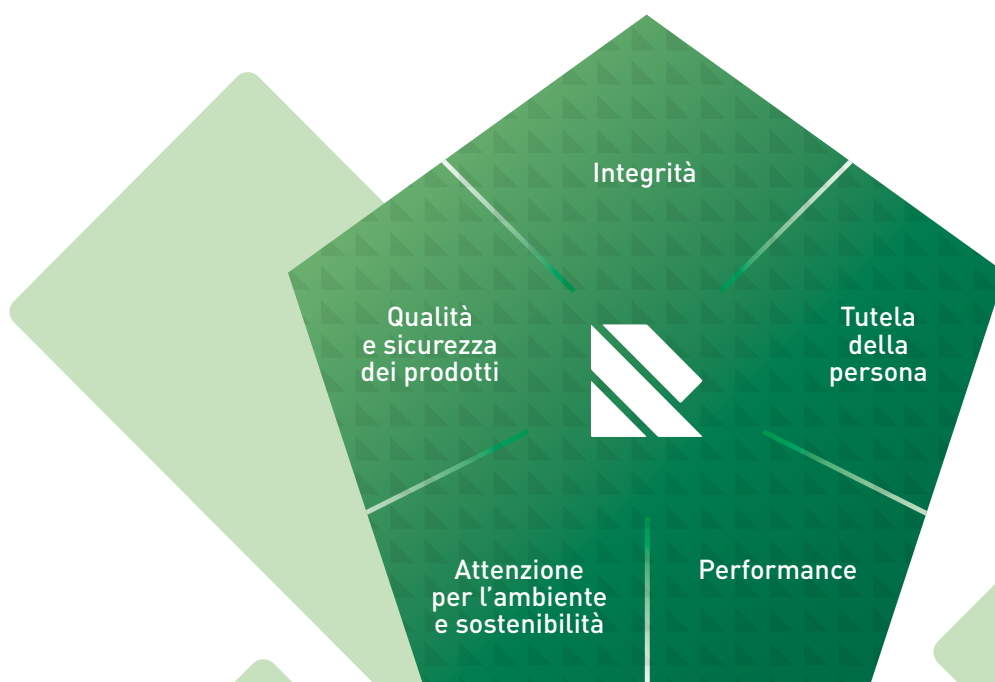 Integrità
Qualità
e sicurezza
dei prodotti
Tutela
della
persona
Attenzione
per l'ambiente
e sostenibilità
Performance